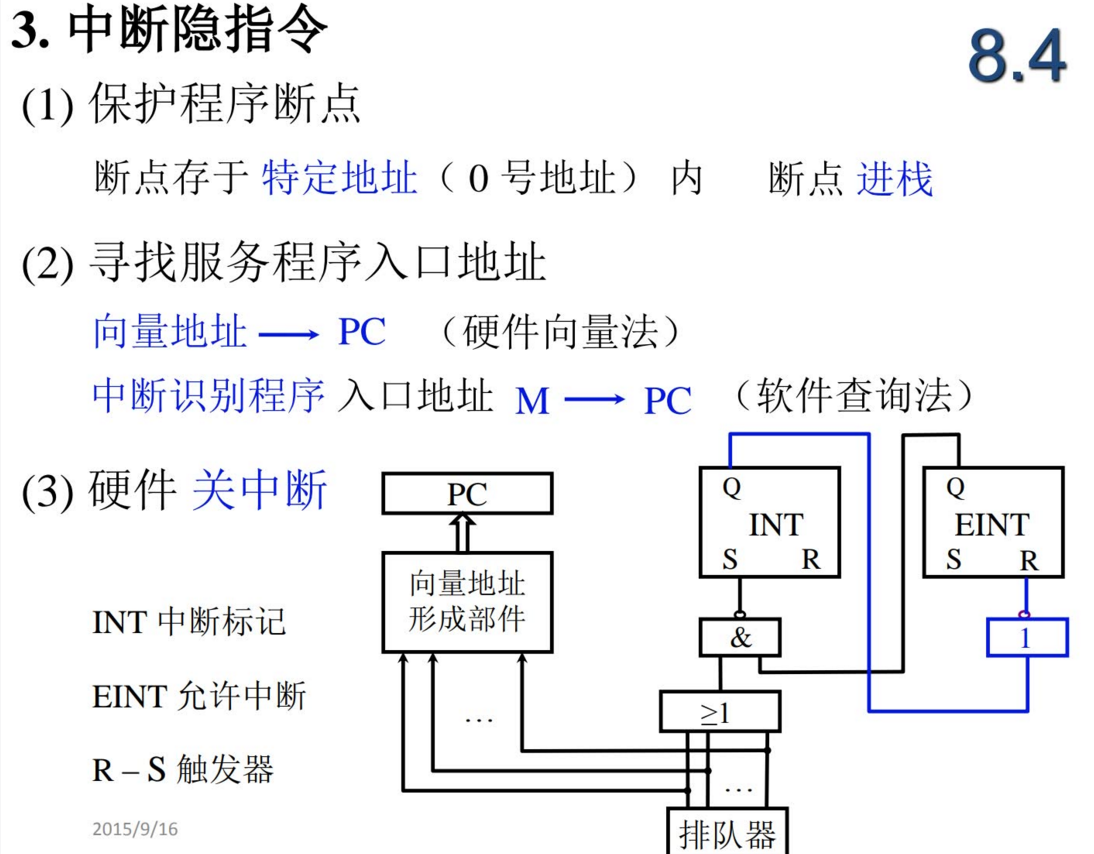 3. 中断隐指令
8.4
(1) 保护程序断点
断点存于 特定地址（ 0 号地址） 内 断点 进栈
(2) 寻找服务程序入口地址
向量地址 ⟶ PC （硬件向量法）
中断识别程序 入口地址 M ⟶ PC （软件查询法）
(3) 硬件 关中断
PC
向量地址
形成部件
…
Q
INT
S R
Q
EINT
S R
&
1
≥1
…
排队器
INT 中断标记
EINT 允许中断
R – S 触发器
2015/9/16